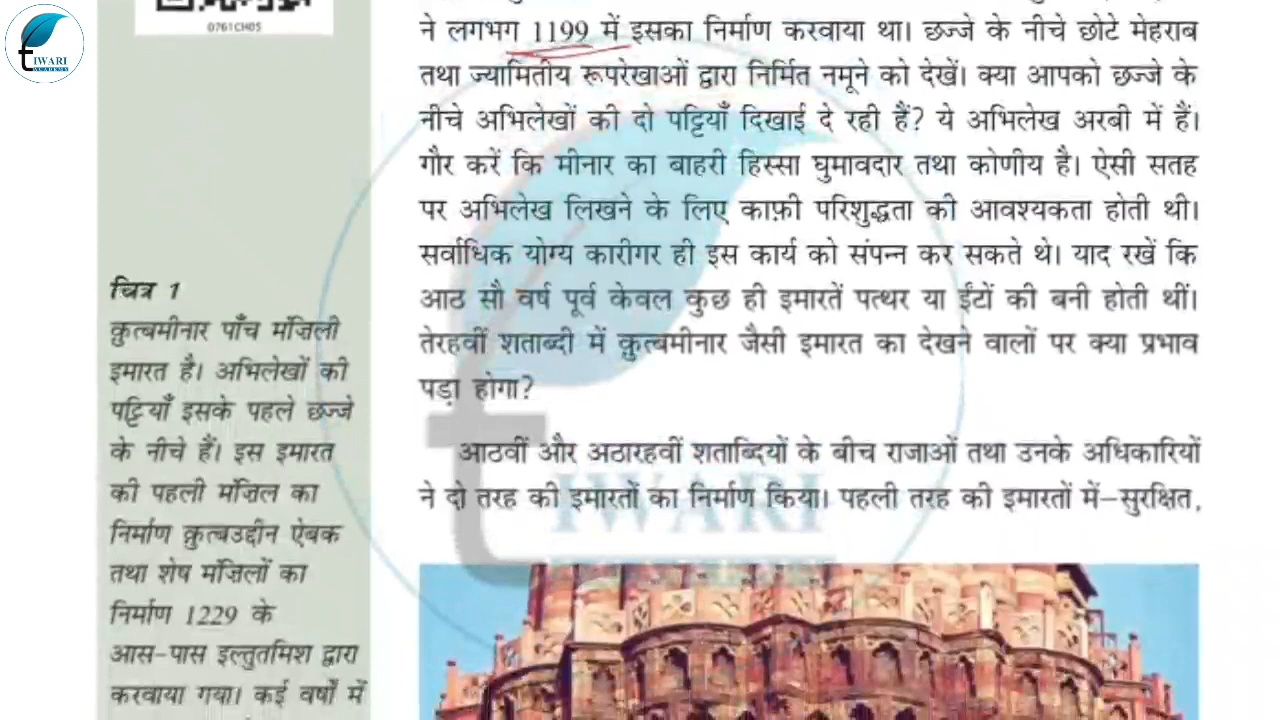 0761CH05
tIWARI
ACADEMY
ने लगभग 1199 में इसका निर्माण करवाया था। छज्जे के नीचे छोटे मेहराब
तथा ज्यामितीय रूपरेखाओं द्वारा निर्मित नमूने को देखें। क्या आपको छज्जे के
नीचे अभिलेखों की दो पट्टियाँ दिखाई दे रही हैं? ये अभिलेख अरबी में हैं।
गौर करें कि मीनार का बाहरी हिस्सा घुमावदार तथा कोणीय है। ऐसी सतह
पर अभिलेख लिखने के लिए काफ़ी परिशुद्धता की आवश्यकता होती थी।
सर्वाधिक योग्य कारीगर ही इस कार्य को संपन्न कर सकते थे। याद रखें कि
आठ सौ वर्ष पूर्व केवल कुछ ही इमारतें पत्थर या ईंटों की बनी होती थीं।
तेरहवीं शताब्दी में क़ुत्बमीनार जैसी इमारत का देखने वालों पर क्या प्रभाव
पड़ा होगा?
आठवीं और अठारहवीं शताब्दियों के बीच राजाओं तथा उनके अधिकारियों
ने दो तरह की इमारतों का निर्माण किया। पहली तरह की इमारतों में–सुरक्षित,
चित्र 1
क़ुत्बमीनार पाँच मंज़िली
इमारत है। अभिलेखों की
पट्टियाँ इसके पहले छज्जे
के नीचे हैं। इस इमारत
की पहली मंज़िल का
निर्माण क़ुत्बउद्दीन ऐबक
तथा शेष मंज़िलों का
निर्माण 1229 के
आस-पास इल्तुतमिश द्वारा
करवाया गया। कई वर्षों में
tIWARI